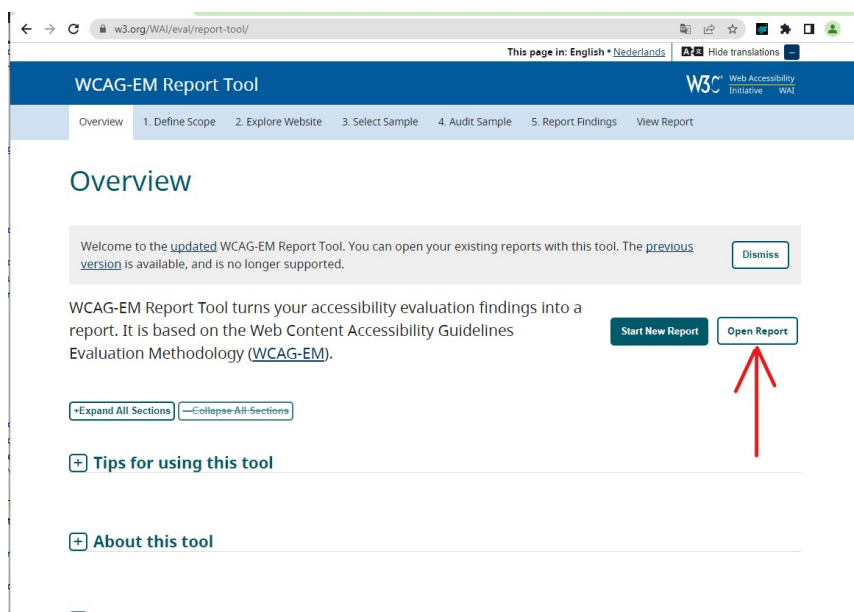 w3.org/WAI/eval/report-tool/
This page in: English • Nederlands Hide translations −
WCAG-EM Report Tool W3C Web Accessibility
Initiative WAI
Overview 1. Define Scope 2. Explore Website 3. Select Sample 4. Audit Sample 5. Report Findings View Report
Overview
Welcome to the updated WCAG-EM Report Tool. You can open your existing reports with this tool. The previous
version is available, and is no longer supported.
Dismiss
WCAG-EM Report Tool turns your accessibility evaluation findings into a
report. It is based on the Web Content Accessibility Guidelines
Evaluation Methodology (WCAG-EM).
Start New Report Open Report
+Expand All Sections —Collapse All Sections
+ Tips for using this tool
+ About this tool